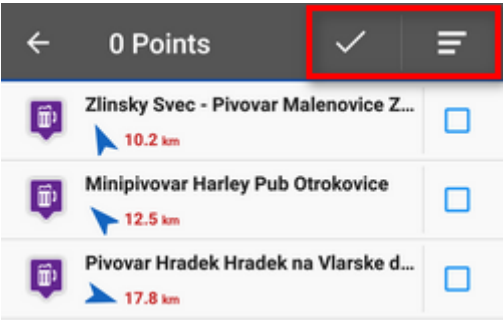 0 Points
Zlinsky Svec - Pivovar Malenovice Z...
10.2 km
Minipivovar Harley Pub Otrokovice
12.5 km
Pivovar Hradek Hradek na Vlarske d...
17.8 km